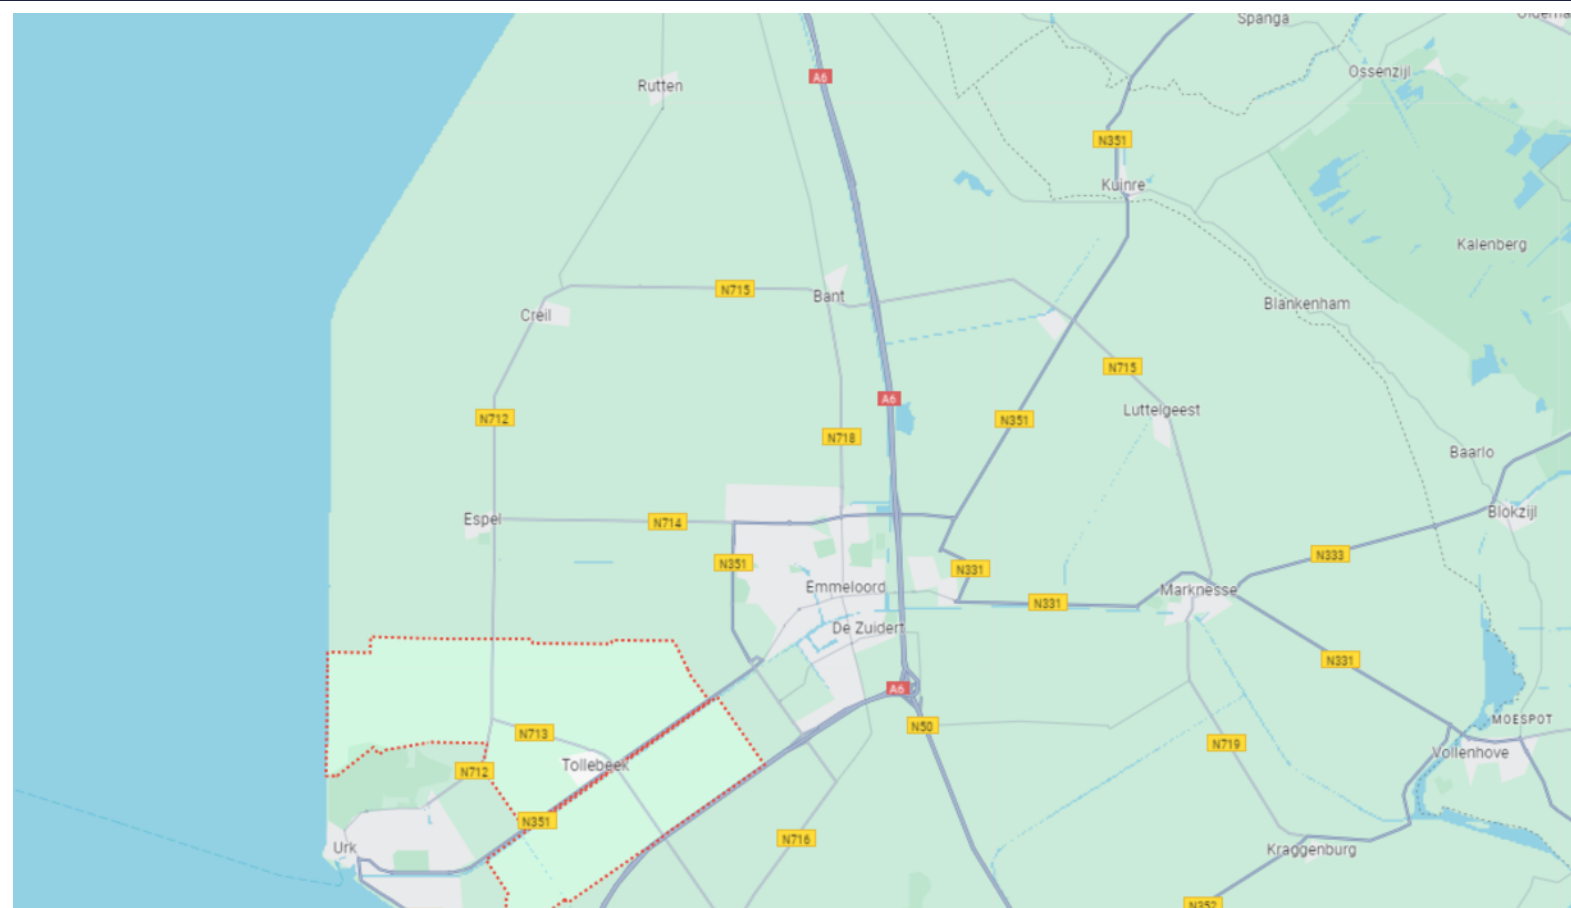 Spanga
A6
Rutten
Ossenzijl
N351
Kuinre
Kalenberg
N715
Bant
Blankenham
Creil
N715
A6
Luttelgeest
N712
N351
N718
Baarlo
Espel
N714
Blokzijl
N333
N351
N331
Emmeloord
Marknesse
N331
De Zuidert
N331
A6
MOESPOT
N50
N713
N719
Vollenhove
Tollebeek
N712
N351
N716
Urk
Kraggenburg
N352